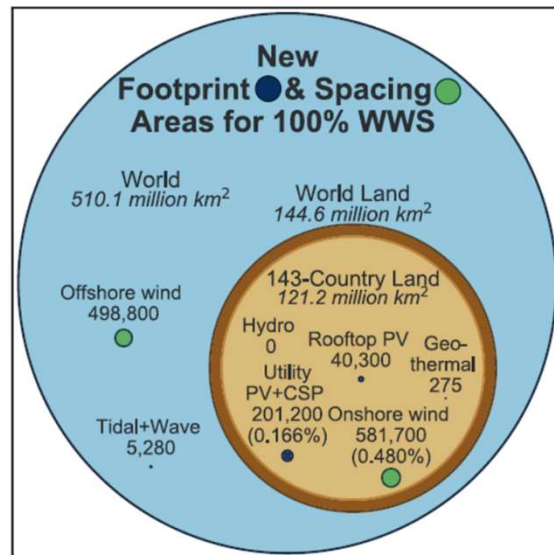 New
Footprint & Spacing
Areas for 100% WWS
World
510.1 million km²
World Land
144.6 million km²
143-Country Land
121.2 million km²
Offshore wind
498,800
Hydro
0
Rooftop PV
40,300
Geo-
thermal
275
Utility
PV+CSP
201,200
(0.166%)
Onshore wind
581,700
(0.480%)
Tidal+Wave
5,280